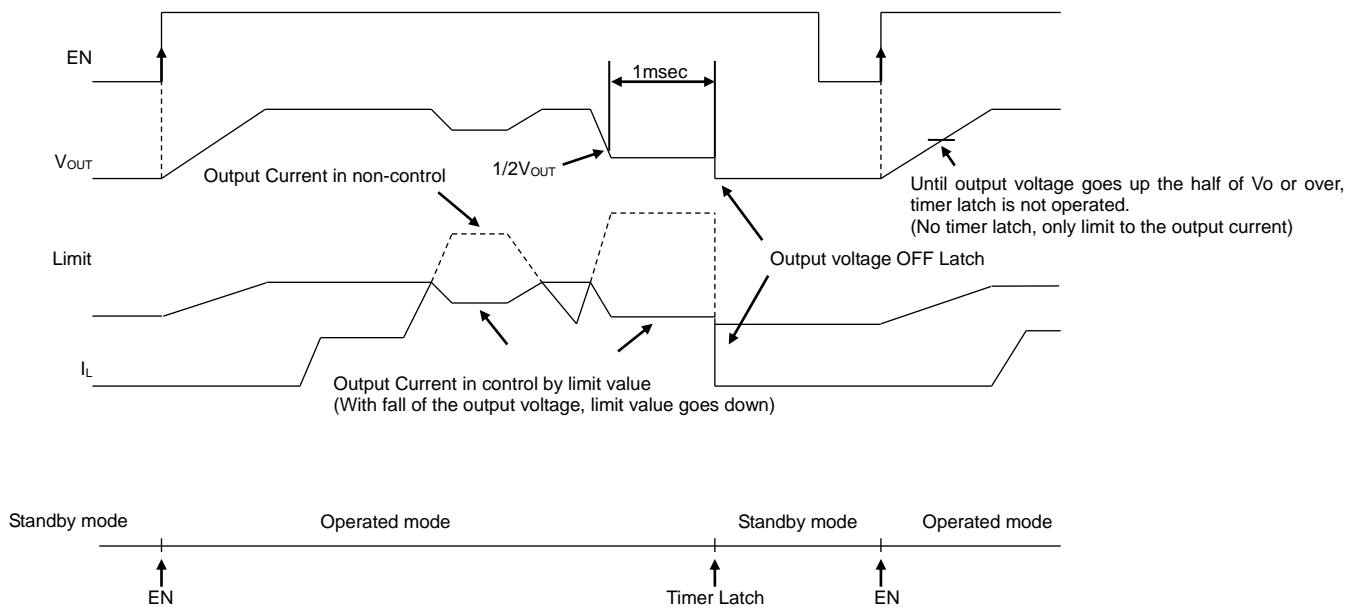 EN
1msec
V_OUT
1/2V_OUT
Output Current in non-control
Until output voltage goes up the half of Vo or over,
timer latch is not operated.
(No timer latch, only limit to the output current)
Limit
Output voltage OFF Latch
I_L
Output Current in control by limit value
(With fall of the output voltage, limit value goes down)
Standby mode
Operated mode
Standby mode
Operated mode
EN
Timer Latch
EN